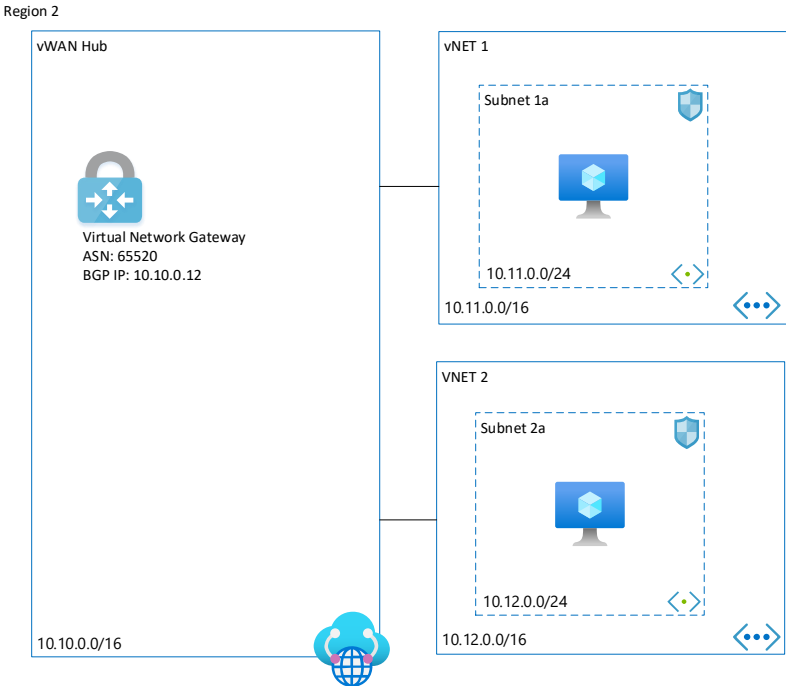 Region 2
vWAN Hub
Virtual Network Gateway
ASN: 65520
BGP IP: 10.10.0.12
10.10.0.0/16
vNET 1
Subnet 1a
10.11.0.0/24
10.11.0.0/16
VNET 2
Subnet 2a
10.12.0.0/24
10.12.0.0/16